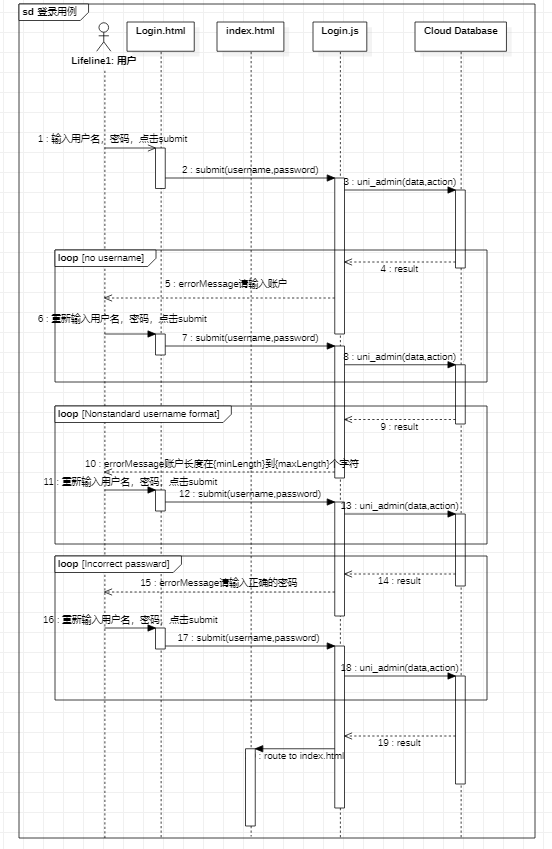 sd 登录用例
Login.html
index.html
Login.js
Cloud Database
Lifeline1: 用户
1 : 输入用户名，密码，点击submit
2 : submit(username,password)
3 : uni_admin(data,action)
loop [no username]
4 : result
5 : errorMessage请输入账户
6 : 重新输入用户名，密码，点击submit
7 : submit(username,password)
8 : uni_admin(data,action)
loop [Nonstandard username format]
9 : result
10 : errorMessage账户长度在{minLength}到{maxLength}个字符
11 : 重新输入用户名，密码，点击submit
12 : submit(username,password)
13 : uni_admin(data,action)
loop [Incorrect passward]
14 : result
15 : errorMessage请输入正确的密码
16 : 重新输入用户名，密码，点击submit
17 : submit(username,password)
18 : uni_admin(data,action)
19 : result
: route to index.html